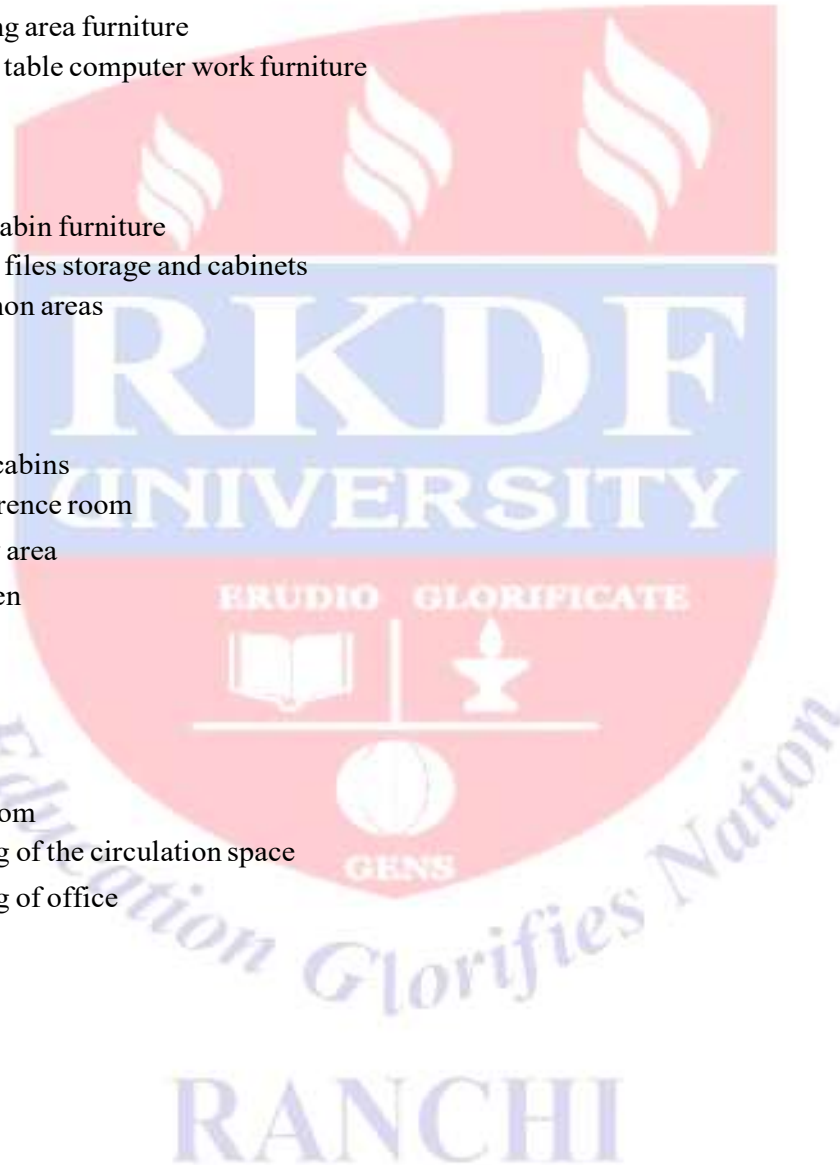 ng area furniture
table computer work furniture
abin furniture
files storage and cabinets
non areas
RKDF
cabins
rence room
UNIVERSITY
area
en
ERUDIO GLORIFICATE
om
g of the circulation space
GENS
g of office
Education Glorifies Nation
RANCHI